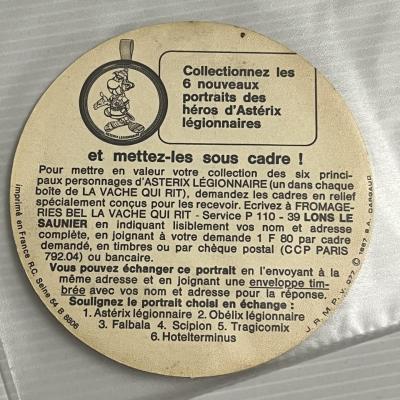 Collectionnez les
6 nouveaux
portraits des
héros d'Astérix
légionnaires
et mettez-les sous cadre !
Pour mettre en valeur votre collection des six princi-
paux personnages d'ASTERIX LÉGIONNAIRE (un dans chaque
boîte de LA VACHE QUI RIT), demandez les cadres en relief
spécialement conçus pour les recevoir. Ecrivez à FROMAGE-
RIES BEL LA VACHE QUI RIT - Service P 110 - 39 LONS LE
SAUNIER en indiquant lisiblement vos nom et adresse
complète, en joignant à votre demande 1 F 80 par cadre
demandé, en timbres ou par chèque postal (CCP PARIS
792.04) ou bancaire.
Vous pouvez échanger ce portrait en l'envoyant à la
même adresse et en joignant une enveloppe tim-
brée avec vos nom et adresse pour la réponse.
Soulignez le portrait choisi en échange :
1. Astérix légionnaire 2. Obélix légionnaire
3. Falbala 4. Scipion 5. Tragicomix
6. Hotelterminus
imprimé en France R.C. Seine 54 B 8806
J.R.M.P.V. 077 © 1967 S.A. DARGAUD